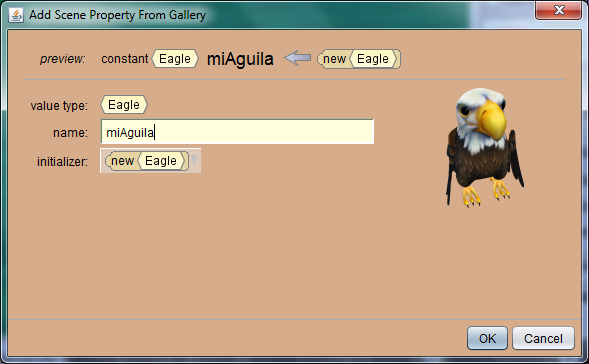 Add Scene Property From Gallery
preview: constant Eagle miAguila new Eagle
value type: Eagle
name: miAguila
initializer: new Eagle
OK Cancel